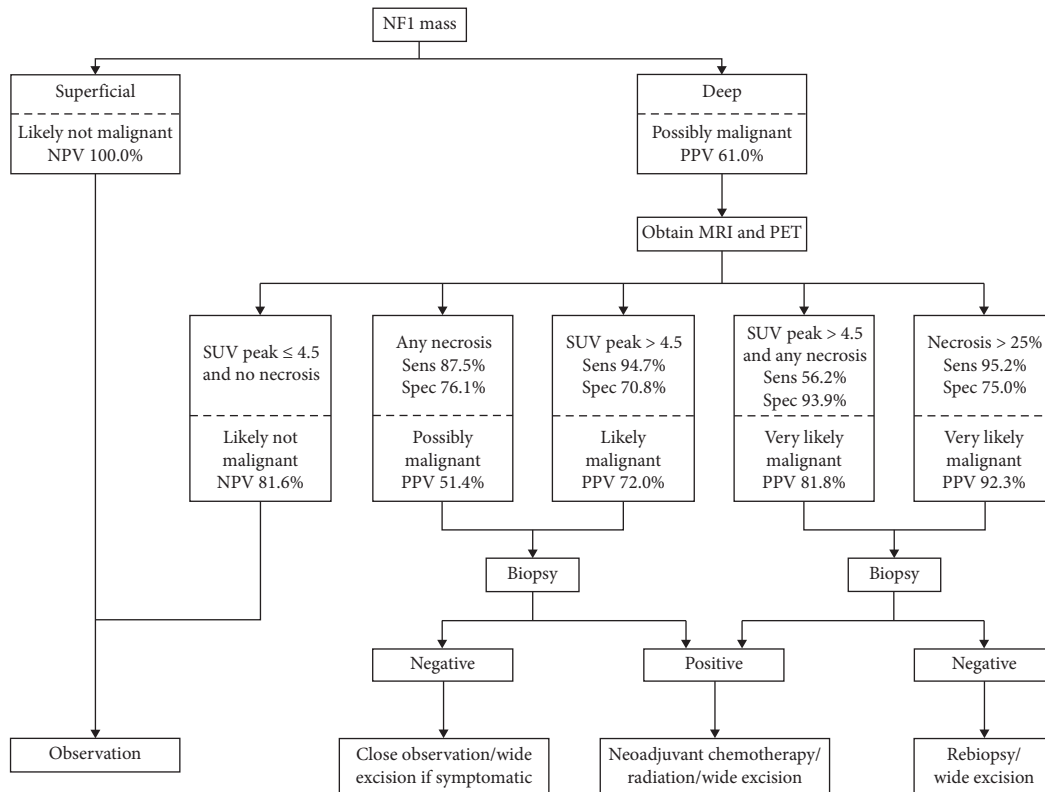 NF1 mass
Superficial
Likely not malignant
NPV 100.0%
Deep
Possibly malignant
PPV 61.0%
Obtain MRI and PET
SUV peak ≤ 4.5
and no necrosis
Likely not
malignant
NPV 81.6%
Any necrosis
Sens 87.5%
Spec 76.1%
Possibly
malignant
PPV 51.4%
SUV peak > 4.5
Sens 94.7%
Spec 70.8%
Likely
malignant
PPV 72.0%
SUV peak > 4.5
and any necrosis
Sens 56.2%
Spec 93.9%
Very likely
malignant
PPV 81.8%
Necrosis > 25%
Sens 95.2%
Spec 75.0%
Very likely
malignant
PPV 92.3%
Biopsy
Biopsy
Negative
Positive
Negative
Observation
Close observation/wide
excision if symptomatic
Neoadjuvant chemotherapy/
radiation/wide excision
Rebiopsy/
wide excision